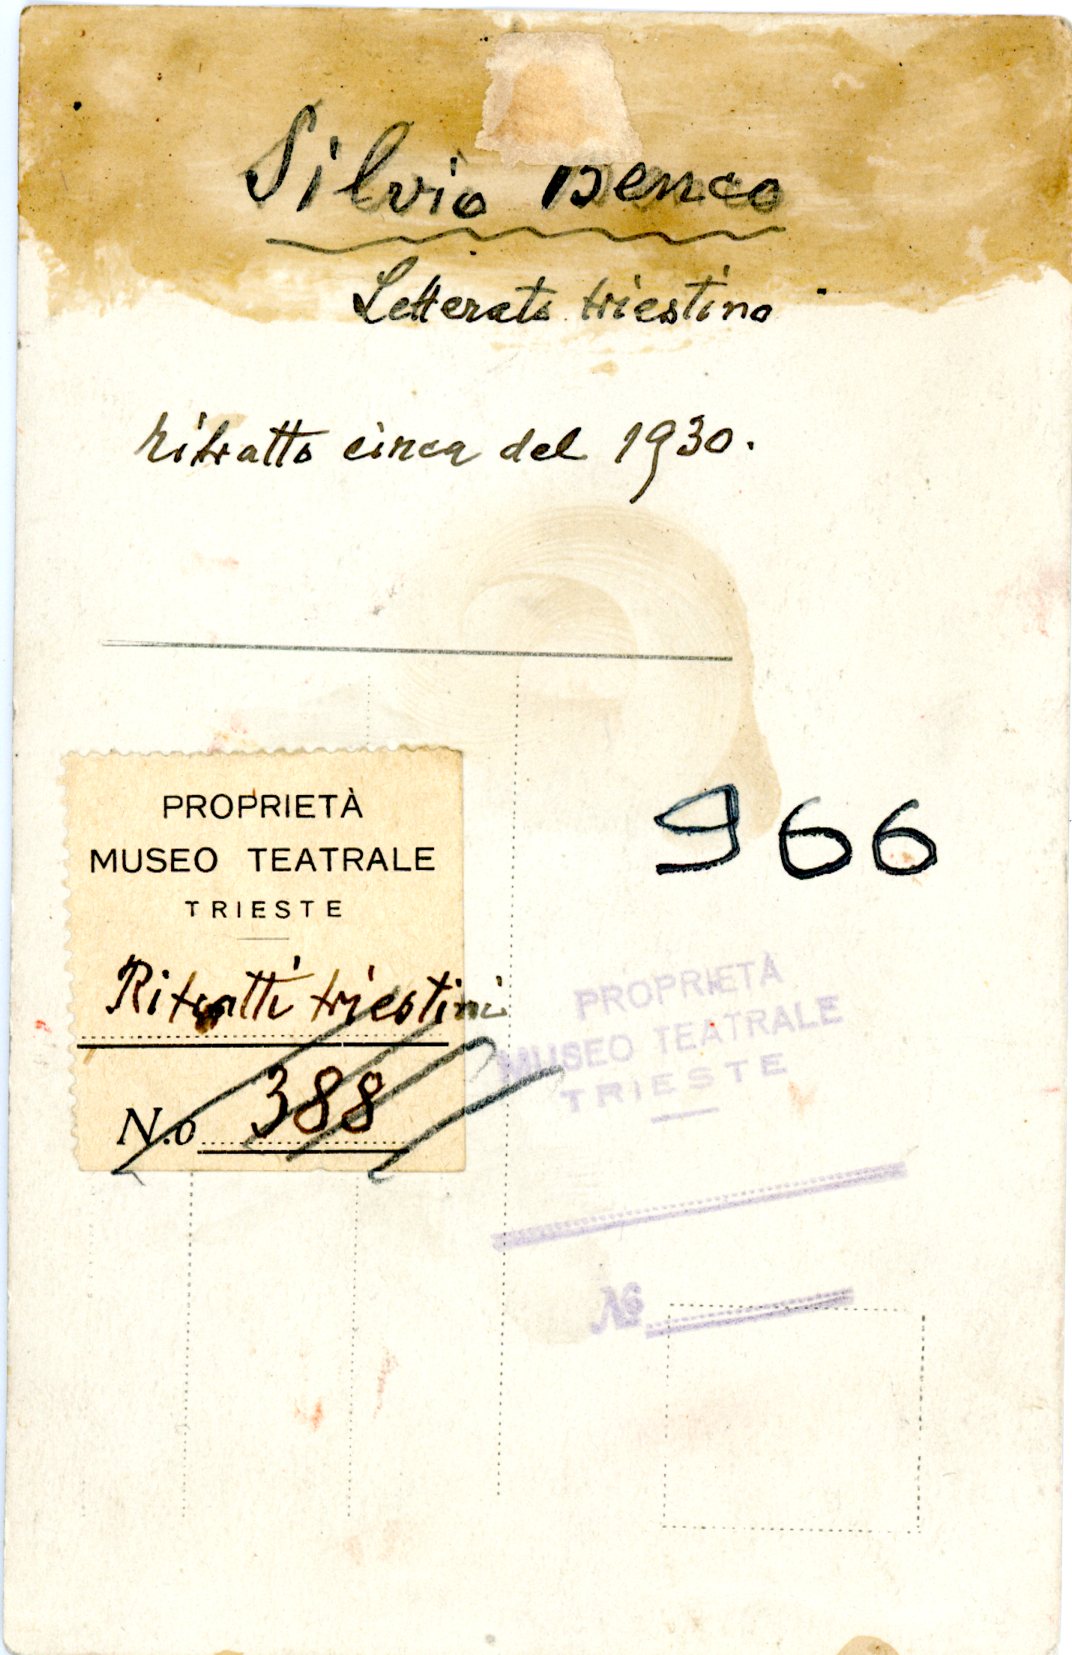 Silvio Benco
Letterato triestino
ritratto circa del 1930.
PROPRIETÀ
MUSEO TEATRALE
TRIESTE
Ritratti triestini
N.o 388
966
PROPRIETÀ
MUSEO TEATRALE
TRIESTE
No